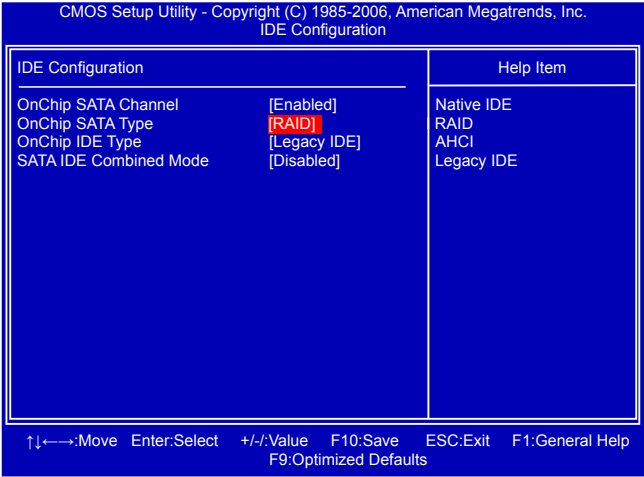 CMOS Setup Utility - Copyright (C) 1985-2006, American Megatrends, Inc.
IDE Configuration
IDE Configuration
Help Item
OnChip SATA Channel [Enabled]
OnChip SATA Type [RAID]
OnChip IDE Type [Legacy IDE]
SATA IDE Combined Mode [Disabled]
Native IDE
RAID
AHCI
Legacy IDE
↑↓←→:Move Enter:Select +/-/:Value F10:Save ESC:Exit F1:General Help
F9:Optimized Defaults